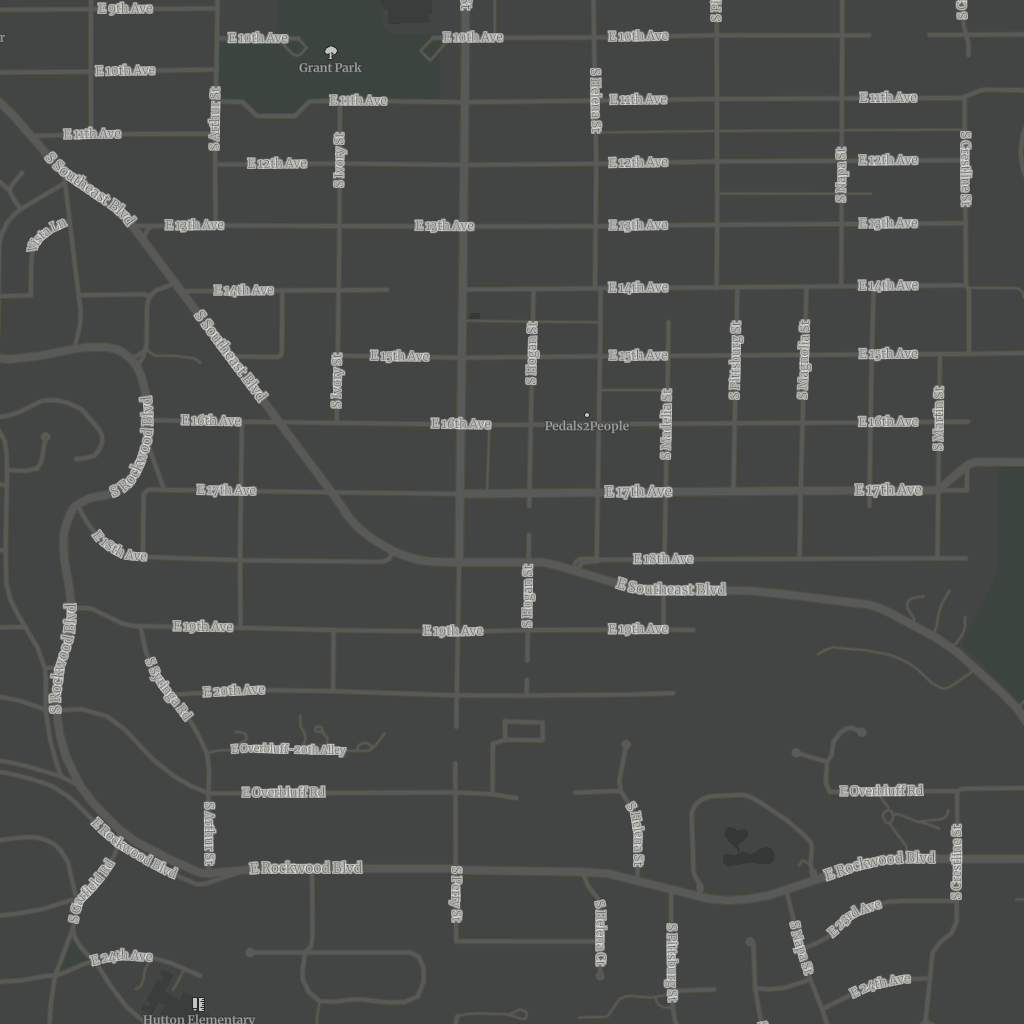 E 9th Ave
E 10th Ave
E 10th Ave
E 10th Ave
Grant Park
E 10th Ave
E 11th Ave
E 11th Ave
E 11th Ave
S Arthur St
S Helena St
E 11th Ave
S Ivory St
S Napa St
S Crestline St
E 12th Ave
E 12th Ave
E 12th Ave
S Southeast Blvd
Vista Ln
E 13th Ave
E 13th Ave
E 13th Ave
E 13th Ave
E 14th Ave
E 14th Ave
E 14th Ave
S Southeast Blvd
S Ivory St
E 15th Ave
S Hogan St
E 15th Ave
S Pittsburg St
S Magnolia St
E 15th Ave
S Rockwood Blvd
E 16th Ave
E 16th Ave
Pedals2People
S Madelia St
E 16th Ave
S Martin St
E 17th Ave
E 17th Ave
E 17th Ave
E 18th Ave
E 18th Ave
S Hogan St
E Southeast Blvd
S Rockwood Blvd
E 19th Ave
E 19th Ave
E 19th Ave
S Syringa Rd
E 20th Ave
E Overbluff-20th Alley
E Overbluff Rd
E Overbluff Rd
S Arthur St
E Rockwood Blvd
S Helena St
S Crestline St
E Rockwood Blvd
E Rockwood Blvd
S Garfield Rd
S Perry St
S Helena Ct
S Pittsburg St
S Napa St
E 23rd Ave
E 24th Ave
E 24th Ave
Hutton Elementary